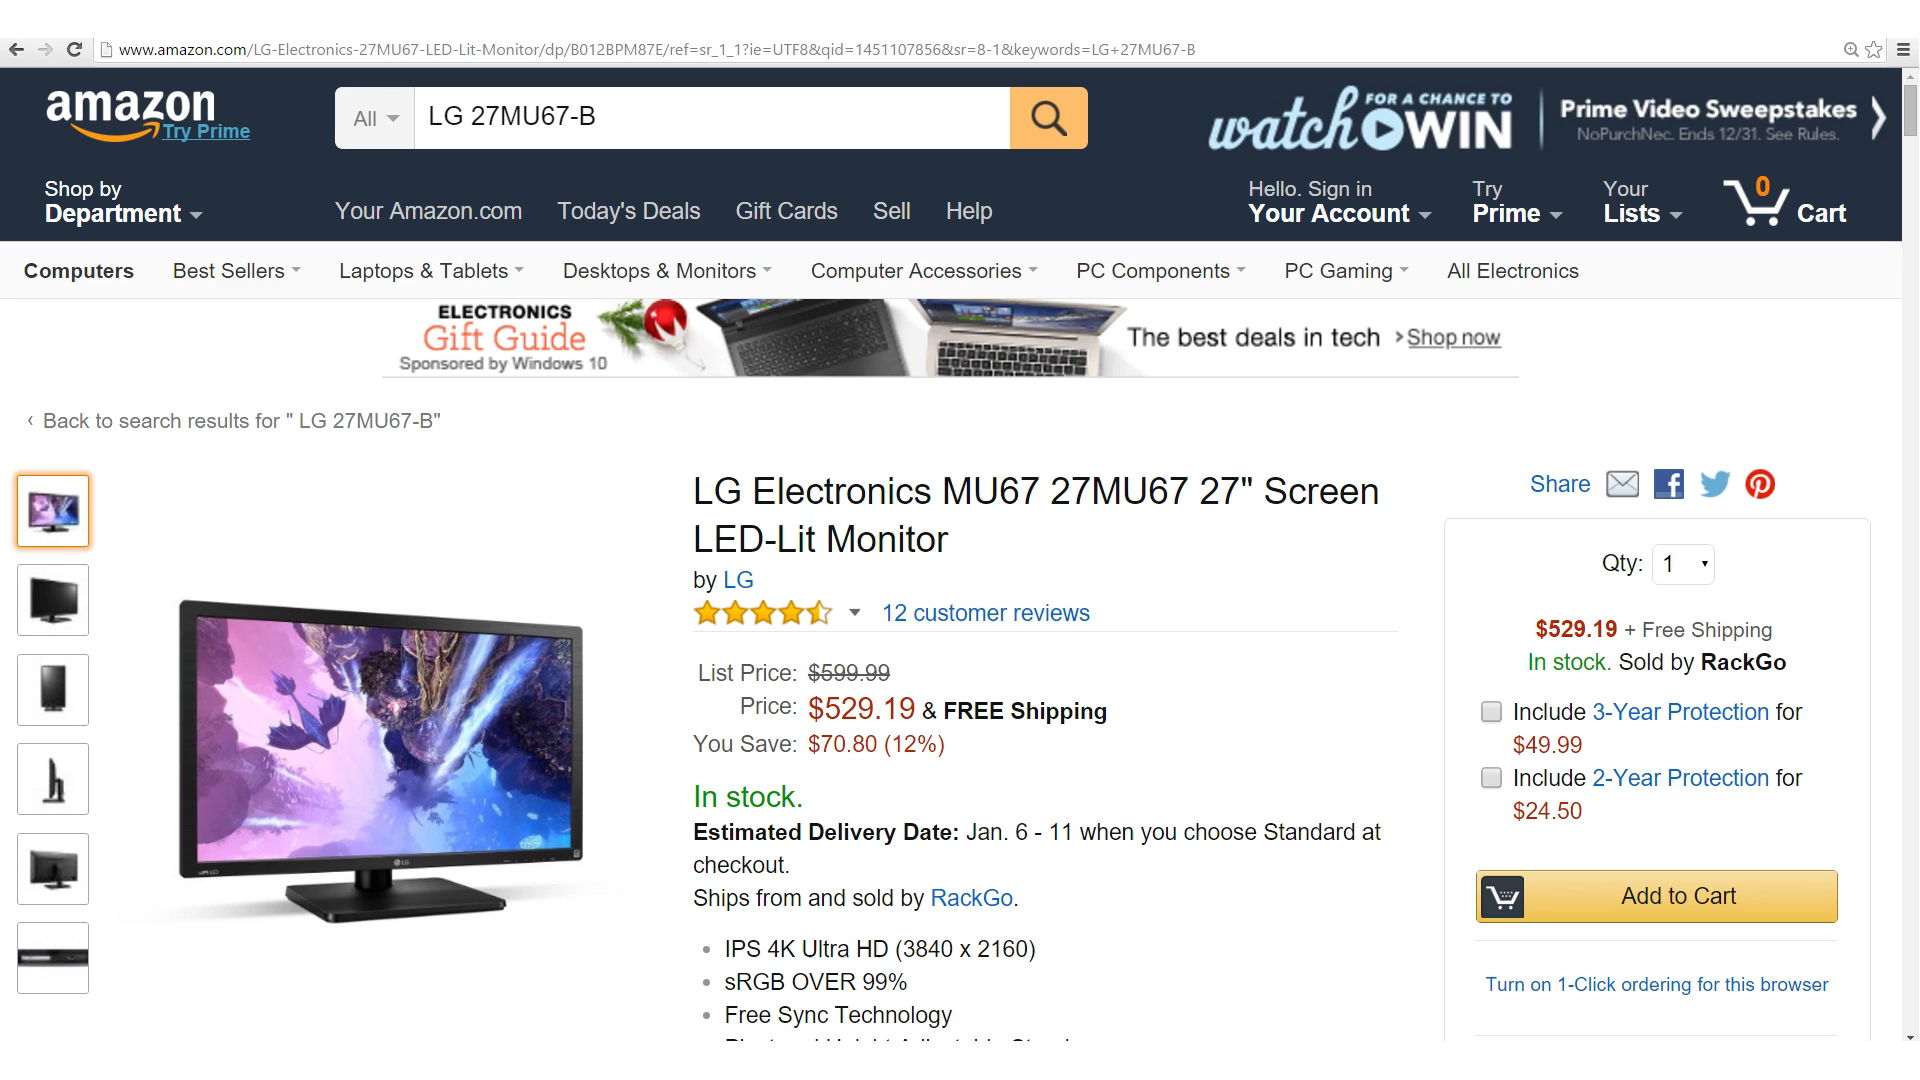 www.amazon.com/LG-Electronics-27MU67-LED-Lit-Monitor/dp/B012BPM87E/ref=sr_1_1?ie=UTF8&qid=1451107856&sr=8-1&keywords=LG+27MU67-B
amazon
Try Prime
All
LG 27MU67-B
watch
FOR A CHANCE TO
WIN
Prime Video Sweepstakes
NoPurchNec. Ends 12/31. See Rules.
Shop by
Department
Your Amazon.com
Today's Deals
Gift Cards
Sell
Help
Hello. Sign in
Your Account
Try
Prime
Your
Lists
0
Cart
Computers
Best Sellers
Laptops & Tablets
Desktops & Monitors
Computer Accessories
PC Components
PC Gaming
All Electronics
ELECTRONICS
Gift Guide
Sponsored by Windows 10
The best deals in tech
>Shop now
‹ Back to search results for " LG 27MU67-B"
LG Electronics MU67 27MU67 27" Screen
LED-Lit Monitor
by LG
12 customer reviews
List Price: $599.99
Price: $529.19 & FREE Shipping
You Save: $70.80 (12%)
In stock.
Estimated Delivery Date: Jan. 6 - 11 when you choose Standard at
checkout.
Ships from and sold by RackGo.
• IPS 4K Ultra HD (3840 x 2160)
• sRGB OVER 99%
• Free Sync Technology
LG
Share
Qty: 1
$529.19 + Free Shipping
In stock. Sold by RackGo
Include 3-Year Protection for
$49.99
Include 2-Year Protection for
$24.50
Add to Cart
Turn on 1-Click ordering for this browser